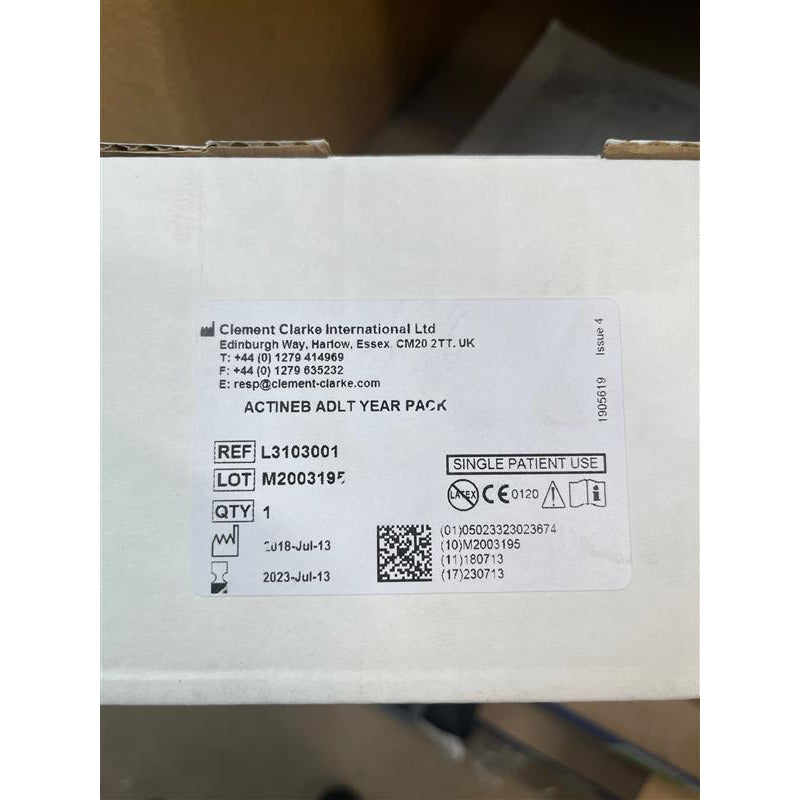 Clement Clarke International Ltd
Edinburgh Way, Harlow, Essex. CM20 2TT. UK
T: +44 (0) 1279 414969
F: +44 (0) 1279 635232
E: resp@clement-clarke.com
ACTINEB ADLT YEAR PACK
REF L3103001
LOT M2003195
QTY 1
2018-Jul-13
2023-Jul-13
SINGLE PATIENT USE
LATEX CE 0120
(01)05023323023674
(10)M2003195
(11)180713
(17)230713
1905619 Issue 4